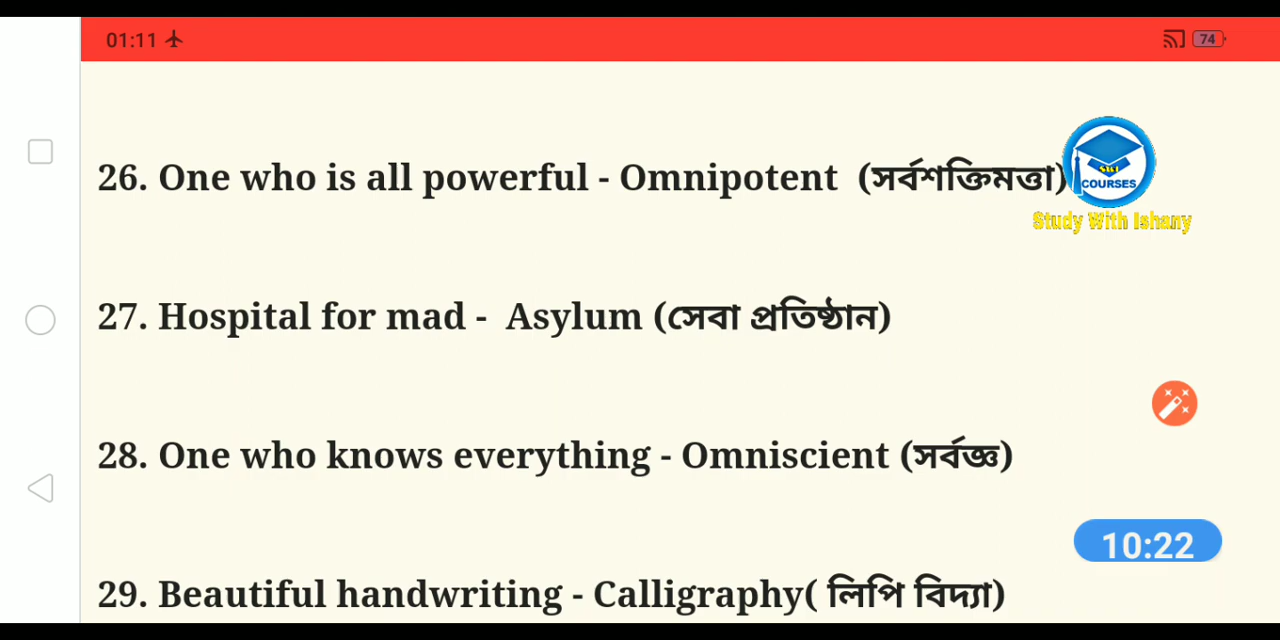 01:11
74
26. One who is all powerful - Omnipotent (সর্বশক্তিমত্তা)
COURSES
Study With Ishany
27. Hospital for mad - Asylum (সেবা প্রতিষ্ঠান)
28. One who knows everything - Omniscient (সর্বজ্ঞ)
10:22
29. Beautiful handwriting - Calligraphy( লিপি বিদ্যা)